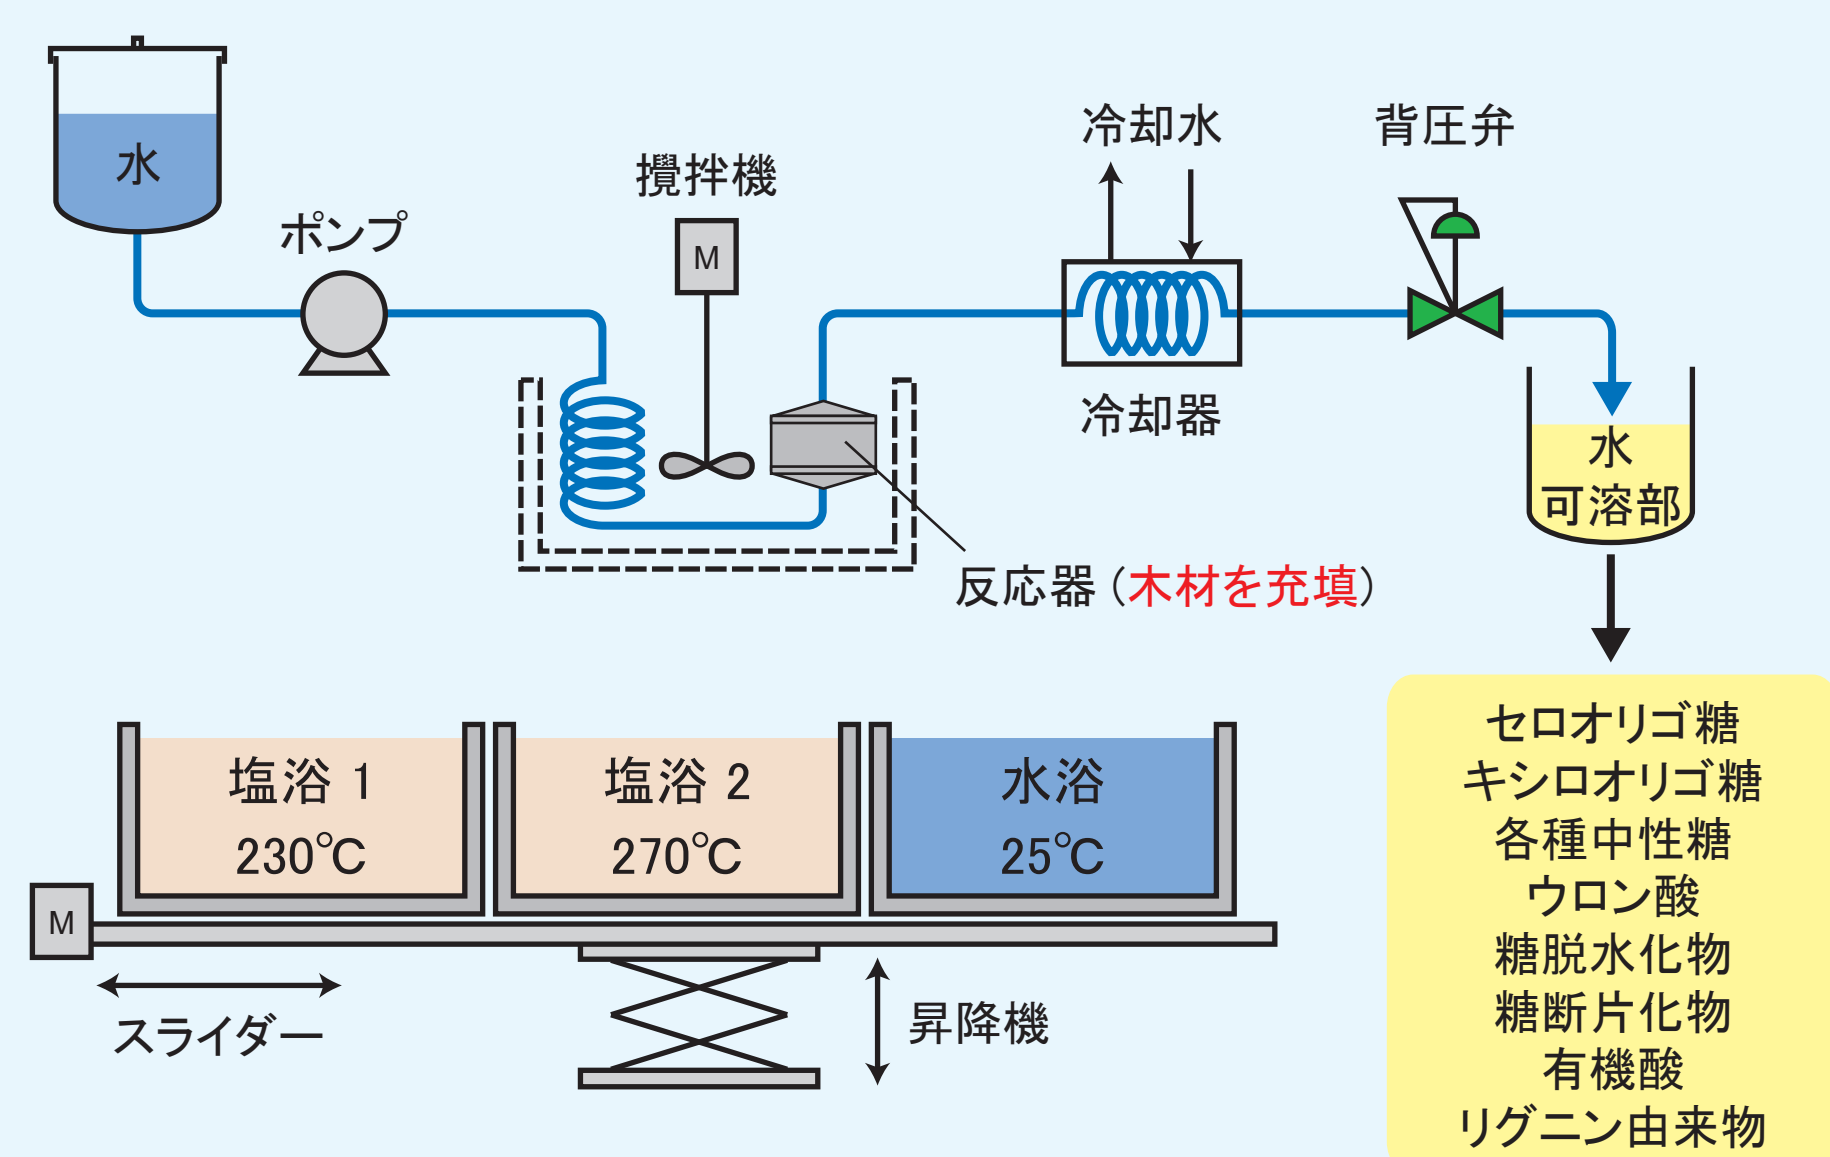 水
ポンプ
攪拌機
M
冷却水
背圧弁
冷却器
水
可溶部
反応器（木材を充填）
塩浴 1
230℃
塩浴 2
270℃
水浴
25℃
M
スライダー
昇降機
セロオリゴ糖
キシロオリゴ糖
各種中性糖
ウロン酸
糖脱水化物
糖断片化物
有機酸
リグニン由来物